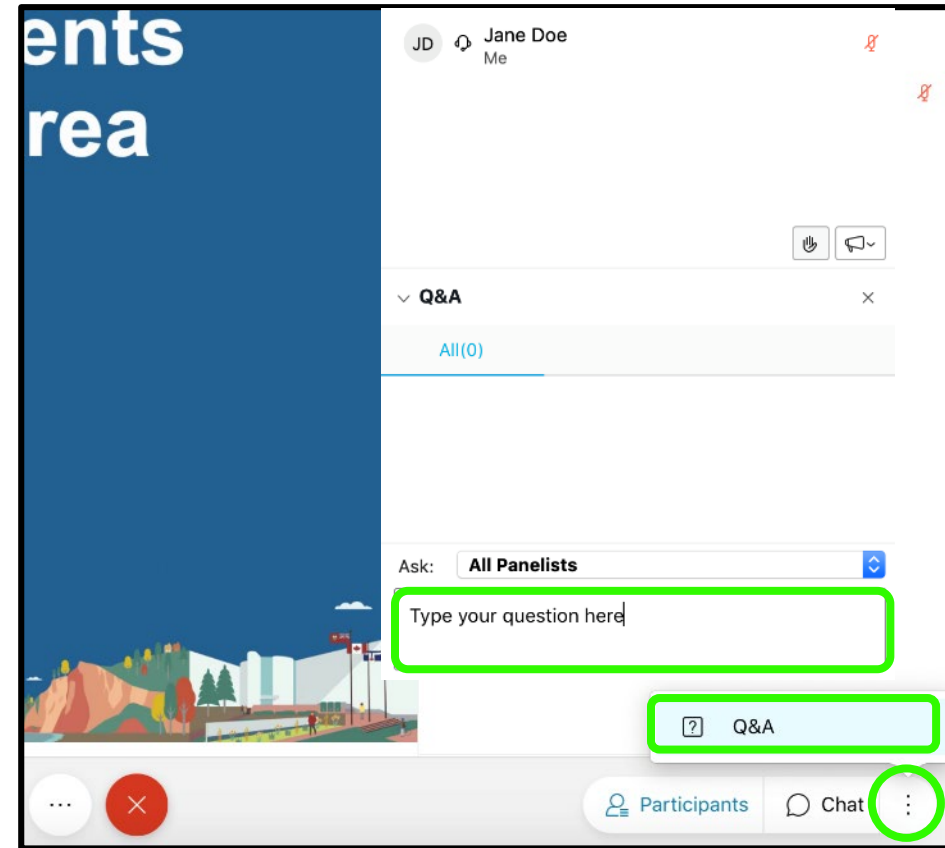 ents
rea
JD Jane Doe
Me
Q&A
All(0)
Ask: All Panelists
Type your question here
? Q&A
Participants Chat